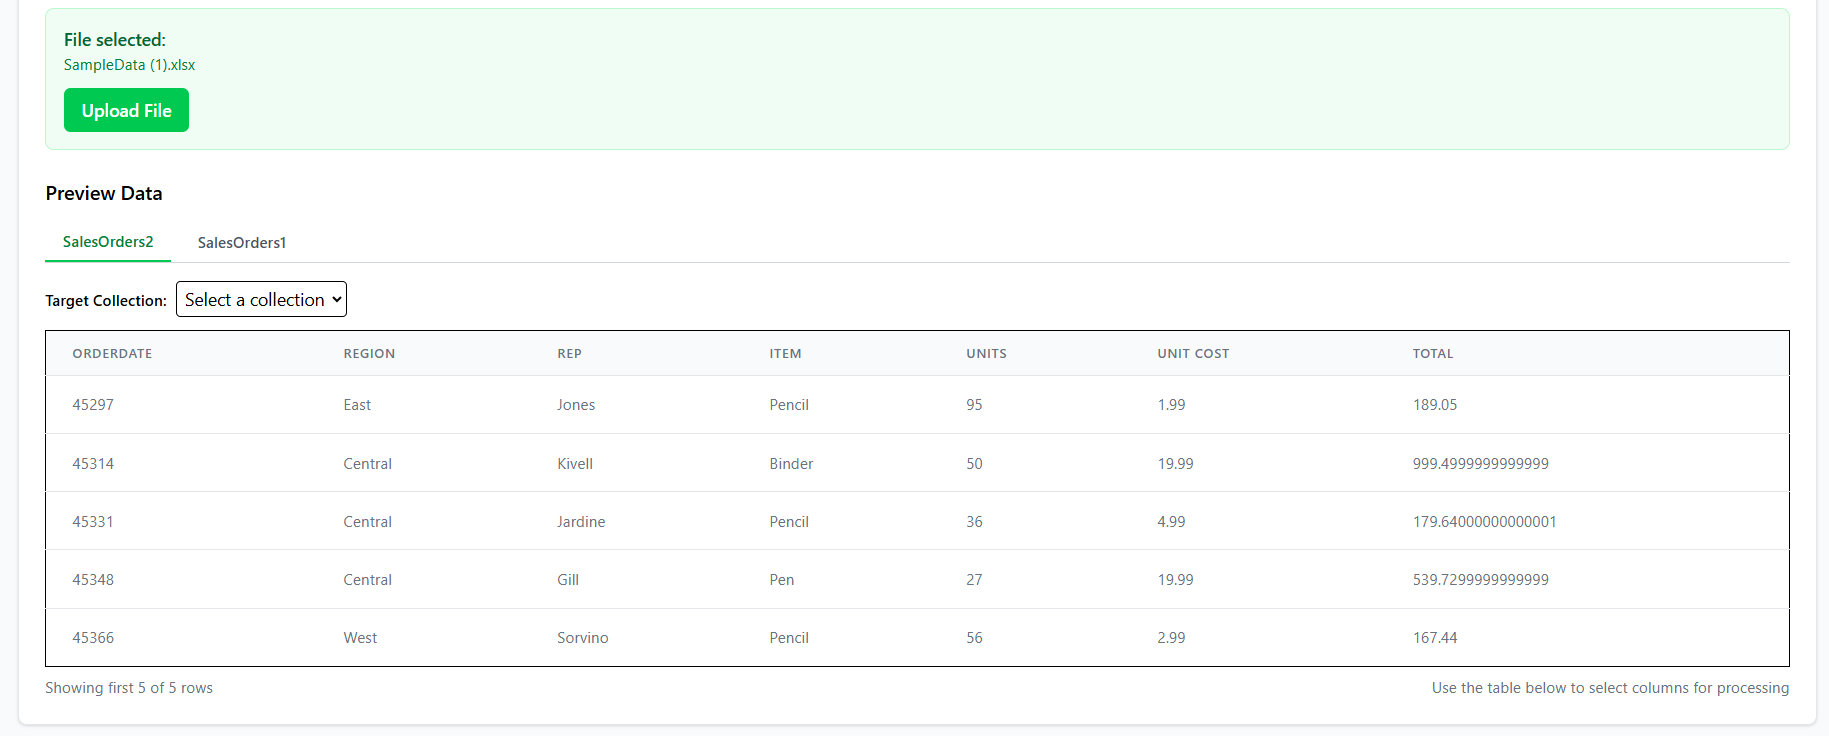 File selected:
SampleData (1).xlsx
Upload File
Preview Data
SalesOrders2 SalesOrders1
Target Collection: Select a collection
ORDERDATE REGION REP ITEM UNITS UNIT COST TOTAL
45297 East Jones Pencil 95 1.99 189.05
45314 Central Kivell Binder 50 19.99 999.4999999999999
45331 Central Jardine Pencil 36 4.99 179.64000000000001
45348 Central Gill Pen 27 19.99 539.7299999999999
45366 West Sorvino Pencil 56 2.99 167.44
Showing first 5 of 5 rows Use the table below to select columns for processing